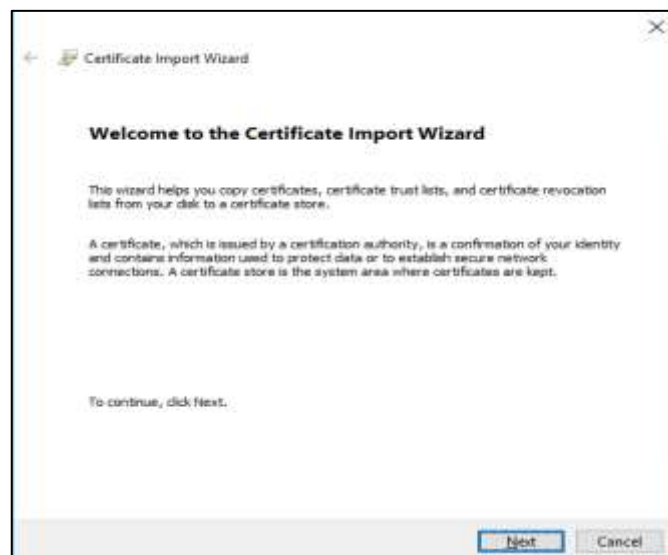 Certificate Import Wizard
Welcome to the Certificate Import Wizard
This wizard helps you copy certificates, certificate trust lists, and certificate revocation
lists from your disk to a certificate store.
A certificate, which is issued by a certification authority, is a confirmation of your identity
and contains information used to protect data or to establish secure network
connections. A certificate store is the system area where certificates are kept.
To continue, click Next.
Next
Cancel